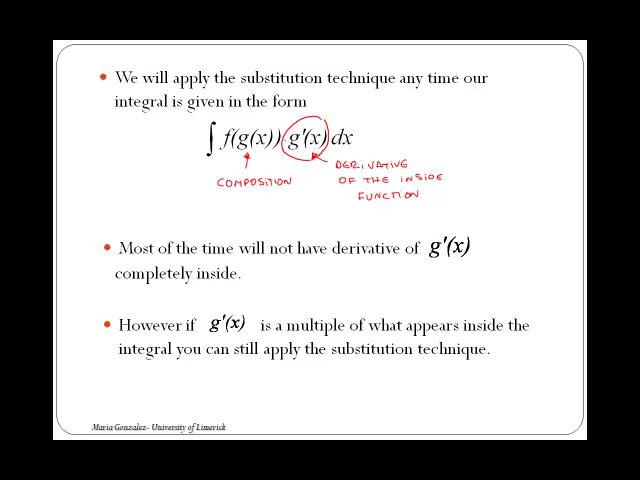 • We will apply the substitution technique any time our
integral is given in the form
∫ f(g(x)) · g'(x) dx
COMPOSITION
DERIVATIVE
OF THE INSIDE
FUNCTION
• Most of the time will not have derivative of g'(x)
completely inside.
• However if g'(x) is a multiple of what appears inside the
integral you can still apply the substitution technique.
Maria Gonzalez- University of Limerick